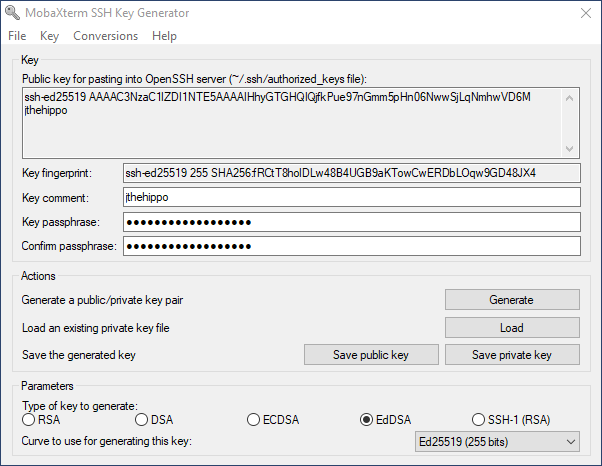 MobaXterm SSH Key Generator
File Key Conversions Help
Key
Public key for pasting into OpenSSH server (~/.ssh/authorized_keys file):
ssh-ed25519 AAAAC3NzaC1lZDI1NTE5AAAAIHhyGTGHQIQjfkPue97nGmm5pHn06NwwSjLqNmhwVD6M
jthehippo
Key fingerprint: ssh-ed25519 255 SHA256:fRCtT8holDLw48B4UGB9aKTowCwERDbLOqw9GD48JX4
Key comment: jthehippo
Key passphrase: ●●●●●●●●●●●●●●●●●●
Confirm passphrase: ●●●●●●●●●●●●●●●●●●
Actions
Generate a public/private key pair Generate
Load an existing private key file Load
Save the generated key Save public key Save private key
Parameters
Type of key to generate:
RSA DSA ECDSA EdDSA SSH-1 (RSA)
Curve to use for generating this key: Ed25519 (255 bits)